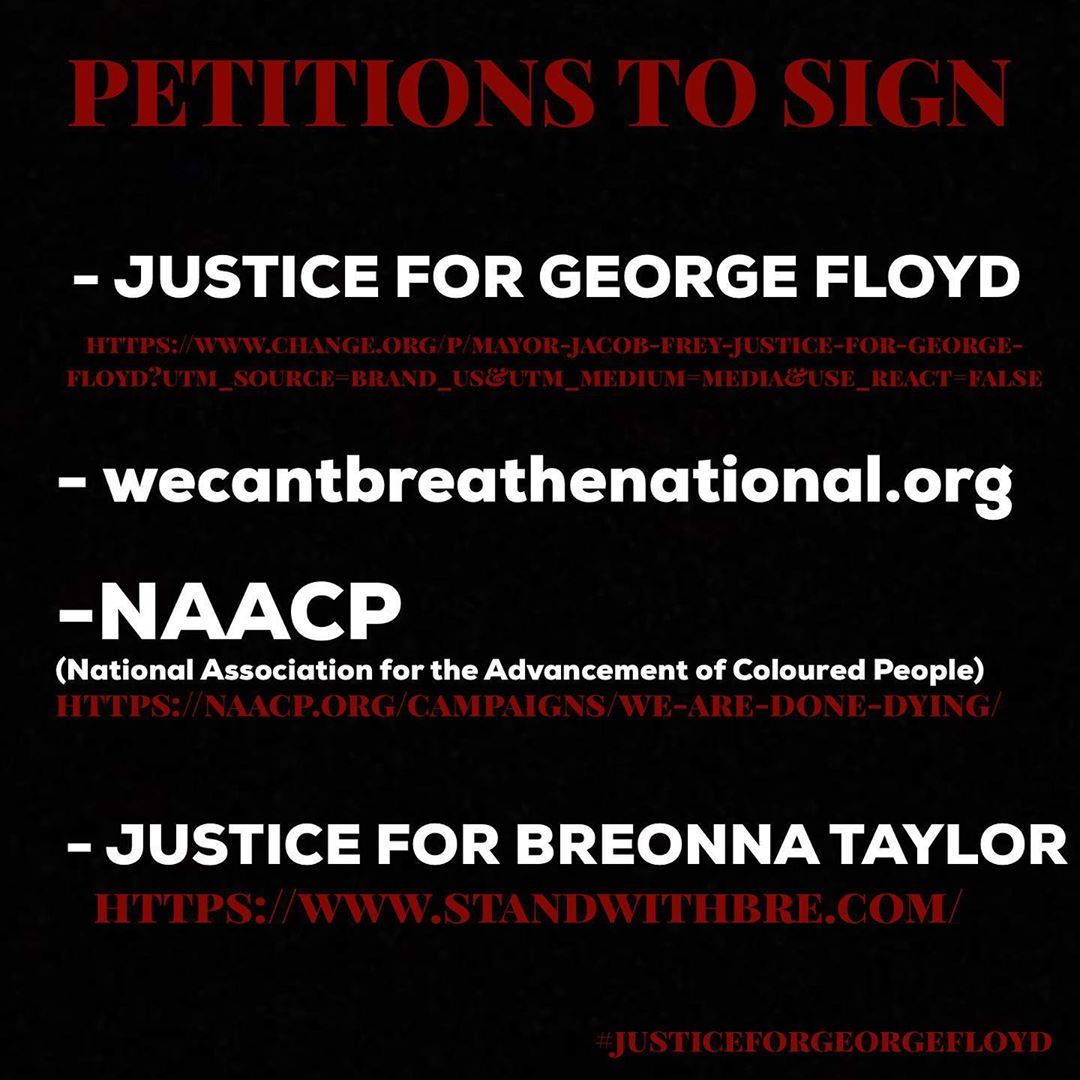 PETITIONS TO SIGN
- JUSTICE FOR GEORGE FLOYD
HTTPS://WWW.CHANGE.ORG/P/MAYOR-JACOB-FREY-JUSTICE-FOR-GEORGE-
FLOYD?UTM_SOURCE=BRAND_US&UTM_MEDIUM=MEDIA&USE_REACT=FALSE
- wecantbreathenational.org
-NAACP
(National Association for the Advancement of Coloured People)
HTTPS://NAACP.ORG/CAMPAIGNS/WE-ARE-DONE-DYING/
- JUSTICE FOR BREONNA TAYLOR
HTTPS://WWW.STANDWITHBRE.COM/
#JUSTICEFORGEORGEFLOYD